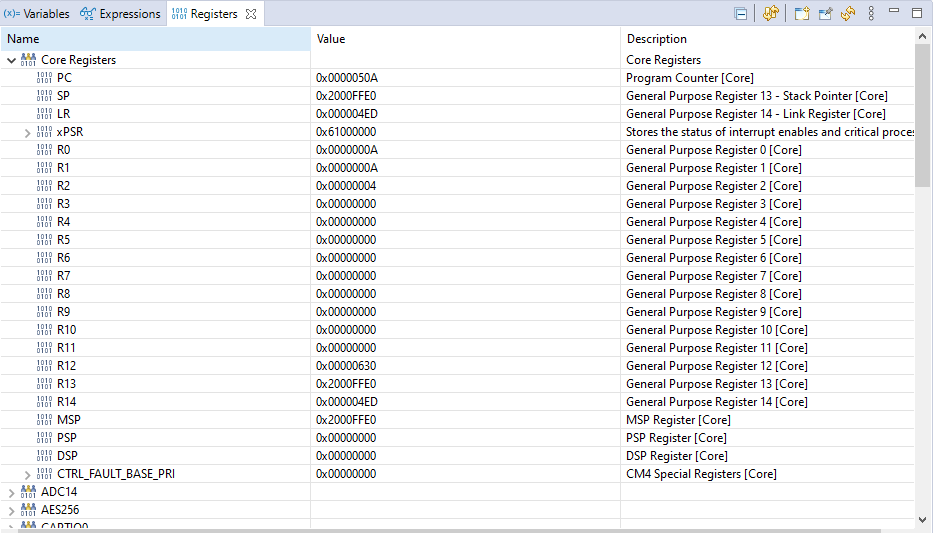 (x)= Variables Expressions Registers
Name Value Description
Core Registers Core Registers
PC 0x0000050A Program Counter [Core]
SP 0x2000FFE0 General Purpose Register 13 - Stack Pointer [Core]
LR 0x000004ED General Purpose Register 14 - Link Register [Core]
xPSR 0x61000000 Stores the status of interrupt enables and critical proce
R0 0x0000000A General Purpose Register 0 [Core]
R1 0x0000000A General Purpose Register 1 [Core]
R2 0x00000004 General Purpose Register 2 [Core]
R3 0x00000000 General Purpose Register 3 [Core]
R4 0x00000000 General Purpose Register 4 [Core]
R5 0x00000000 General Purpose Register 5 [Core]
R6 0x00000000 General Purpose Register 6 [Core]
R7 0x00000000 General Purpose Register 7 [Core]
R8 0x00000000 General Purpose Register 8 [Core]
R9 0x00000000 General Purpose Register 9 [Core]
R10 0x00000000 General Purpose Register 10 [Core]
R11 0x00000000 General Purpose Register 11 [Core]
R12 0x00000630 General Purpose Register 12 [Core]
R13 0x2000FFE0 General Purpose Register 13 [Core]
R14 0x000004ED General Purpose Register 14 [Core]
MSP 0x2000FFE0 MSP Register [Core]
PSP 0x00000000 PSP Register [Core]
DSP 0x00000000 DSP Register [Core]
CTRL_FAULT_BASE_PRI 0x00000000 CM4 Special Registers [Core]
ADC14
AES256
CAPTIO0